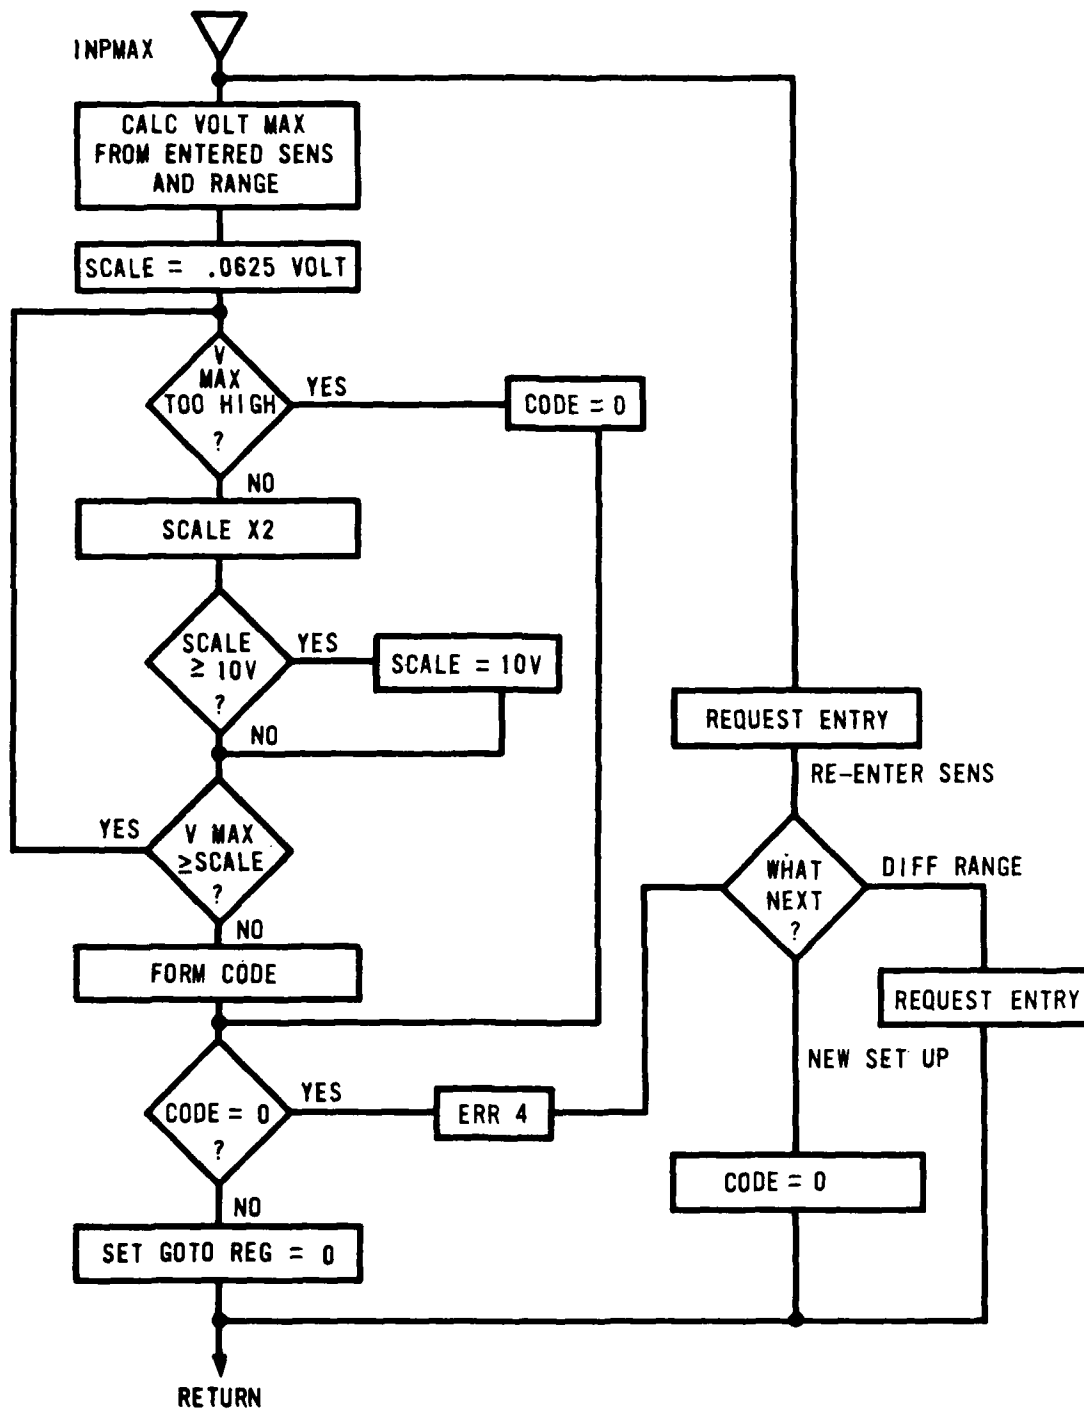 INPMAX
CALC VOLT MAX
FROM ENTERED SENS
AND RANGE
SCALE = .0625 VOLT
V
MAX
TOO HIGH
?
YES
CODE = 0
NO
SCALE X2
SCALE
≥ 10V
?
YES
SCALE = 10V
NO
REQUEST ENTRY
RE-ENTER SENS
YES
V MAX
≥SCALE
?
NO
WHAT
NEXT
?
DIFF RANGE
FORM CODE
REQUEST ENTRY
NEW SET UP
CODE = 0
?
YES
ERR 4
NO
CODE = 0
SET GOTO REG = 0
RETURN